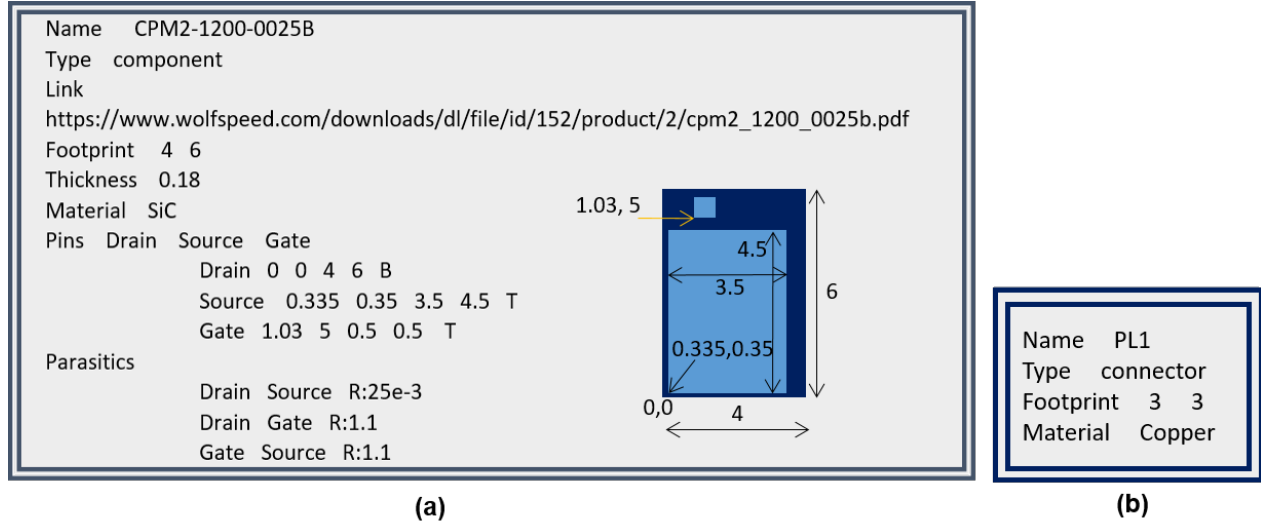 Name CPM2-1200-0025B
Type component
Link
https://www.wolfspeed.com/downloads/dl/file/id/152/product/2/cpm2_1200_0025b.pdf
Footprint 4 6
Thickness 0.18
Material SiC
Pins Drain Source Gate
Drain 0 0 4 6 B
Source 0.335 0.35 3.5 4.5 T
Gate 1.03 5 0.5 0.5 T
Parasitics
Drain Source R:25e-3
Drain Gate R:1.1
Gate Source R:1.1
1.03, 5
4.5
3.5
6
0.335,0.35
0,0
4
(a)
Name PL1
Type connector
Footprint 3 3
Material Copper
(b)